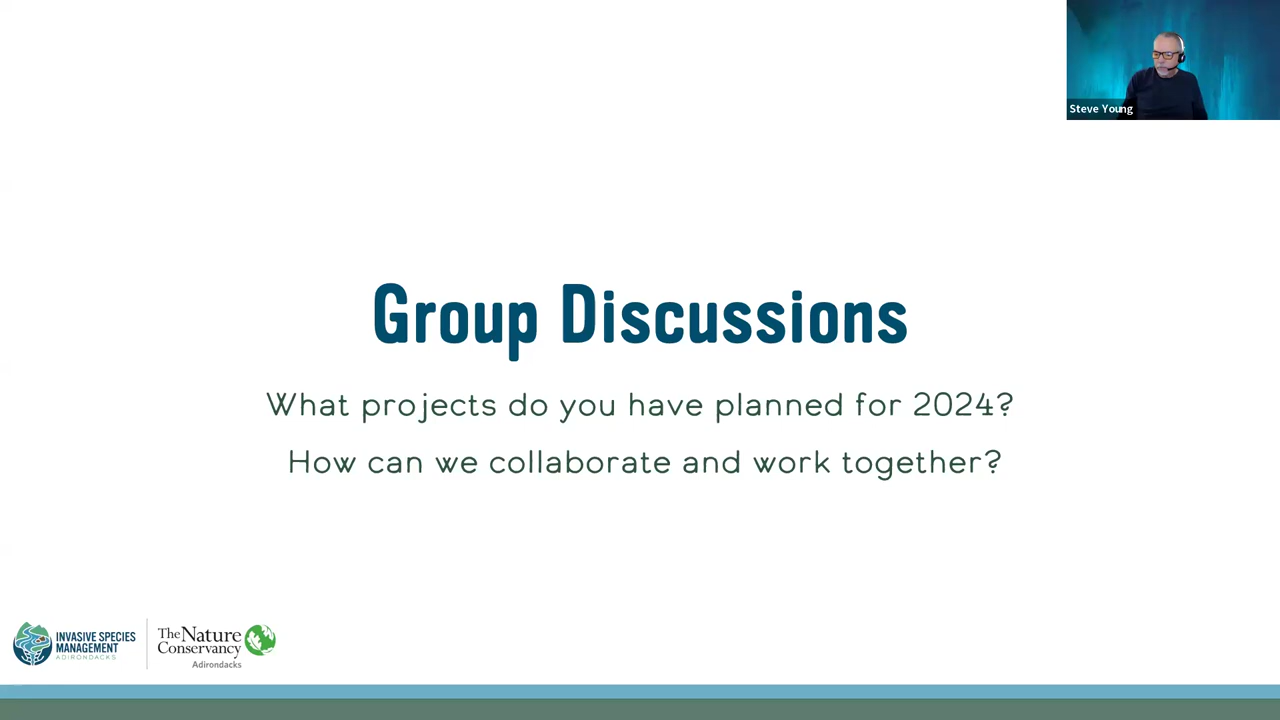 Steve Young
Group Discussions
What projects do you have planned for 2024?
How can we collaborate and work together?
INVASIVE SPECIES
MANAGEMENT
ADIRONDACKS
The Nature
Conservancy
Adirondacks